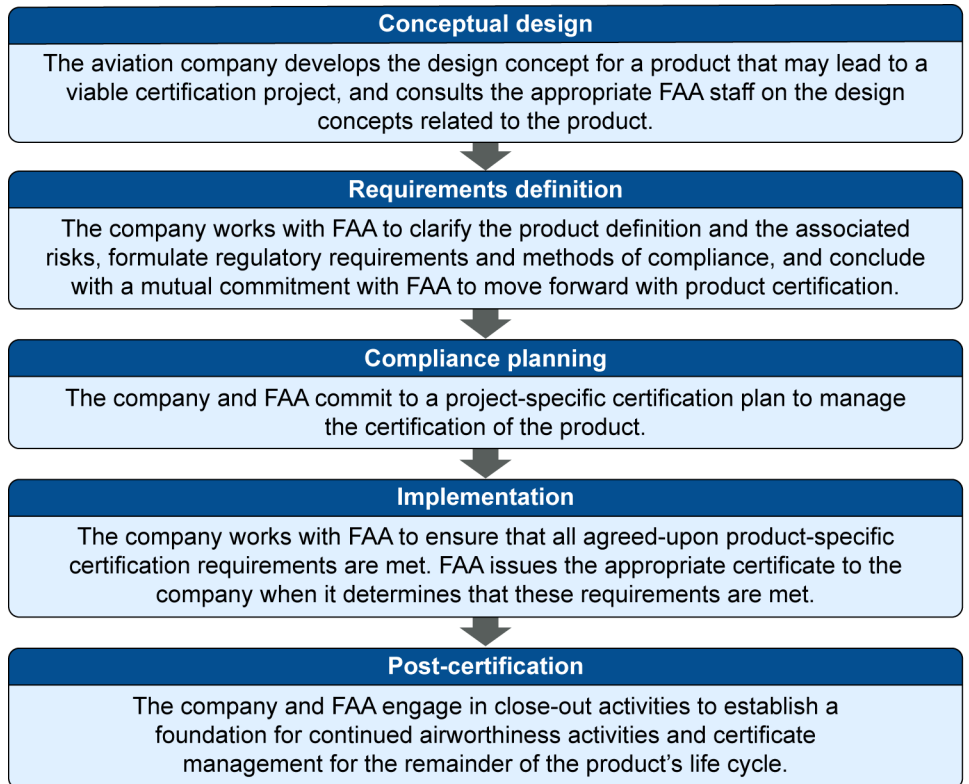 Conceptual design
The aviation company develops the design concept for a product that may lead to a
viable certification project, and consults the appropriate FAA staff on the design
concepts related to the product.
Requirements definition
The company works with FAA to clarify the product definition and the associated
risks, formulate regulatory requirements and methods of compliance, and conclude
with a mutual commitment with FAA to move forward with product certification.
Compliance planning
The company and FAA commit to a project-specific certification plan to manage
the certification of the product.
Implementation
The company works with FAA to ensure that all agreed-upon product-specific
certification requirements are met. FAA issues the appropriate certificate to the
company when it determines that these requirements are met.
Post-certification
The company and FAA engage in close-out activities to establish a
foundation for continued airworthiness activities and certificate
management for the remainder of the product’s life cycle.